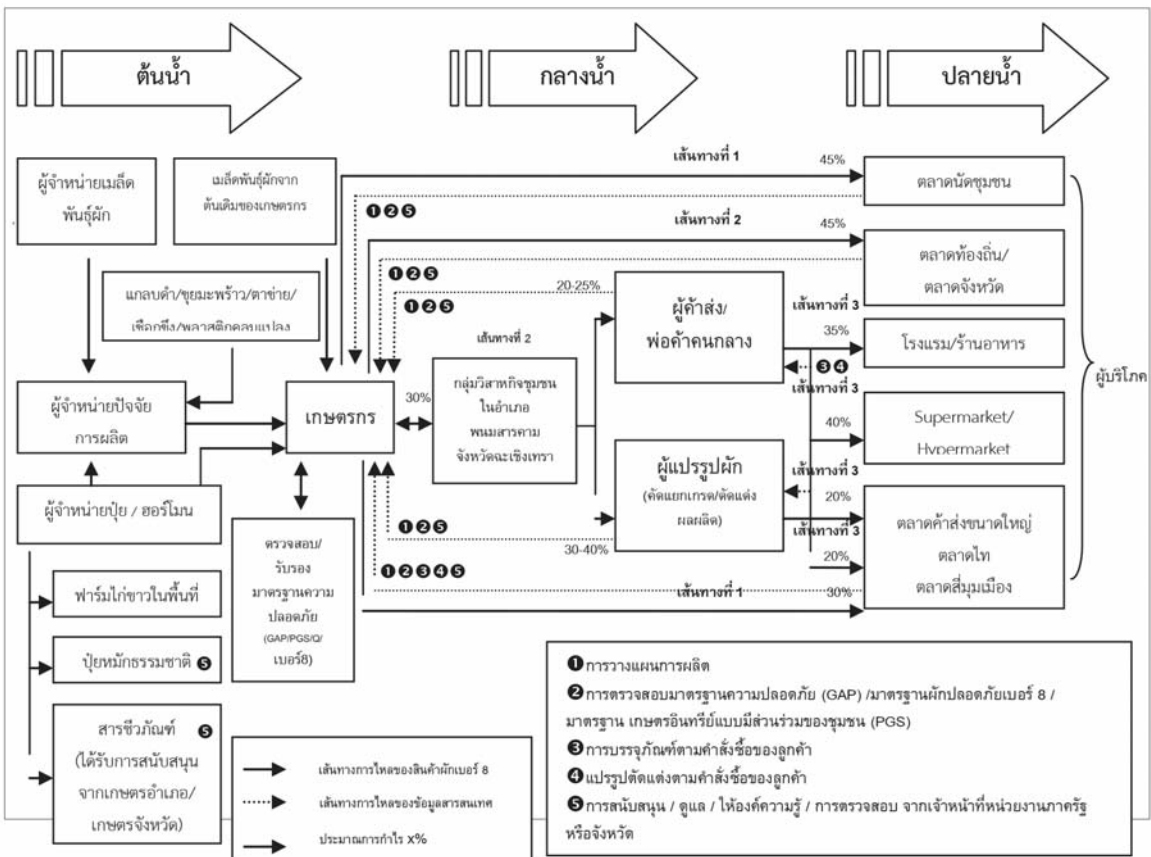 ต้นน้ำ
กลางน้ำ
ปลายน้ำ
ผู้จำหน่ายเมล็ด
พันธุ์ผัก
เมล็ดพันธุ์ผักจาก
ต้นเดิมของเกษตรกร
แกลบดำ/ขุยมะพร้าว/ตาข่าย/
เชือกขึง/พลาสติกคลุมแปลง
ผู้จำหน่ายปัจจัย
การผลิต
ผู้จำหน่ายปุ๋ย / ฮอร์โมน
ฟาร์มไก่ขาวในพื้นที่
ปุ๋ยหมักธรรมชาติ ❺
สารชีวภัณฑ์ ❺
(ได้รับการสนับสนุน
จากเกษตรอำเภอ/
เกษตรจังหวัด)
เกษตรกร
ตรวจสอบ/
รับรอง
มาตรฐานความ
ปลอดภัย
(GAP/PGS/Q/
เบอร์8)
เส้นทางที่ 1
45%
❶❷❺
เส้นทางที่ 2
45%
❶❷❺
20-25%
❶❷❺
เส้นทางที่ 2
30%
กลุ่มวิสาหกิจชุมชน
ในอำเภอ
พนมสารคาม
จังหวัดฉะเชิงเทรา
ผู้ค้าส่ง/
พ่อค้าคนกลาง
ผู้แปรรูปผัก
(คัดแยกเกรด/ตัดแต่ง
ผลผลิต)
❶❷❺
30-40%
❶❷❸❹❺
เส้นทางที่ 1
30%
เส้นทางที่ 3
35%
❸❹
เส้นทางที่ 3
40%
เส้นทางที่ 3
20%
เส้นทางที่ 3
20%
ตลาดนัดชุมชน
ตลาดท้องถิ่น/
ตลาดจังหวัด
โรงแรม/ร้านอาหาร
Supermarket/
Hypermarket
ตลาดค้าส่งขนาดใหญ่
ตลาดไท
ตลาดสี่มุมเมือง
ผู้บริโภค
เส้นทางการไหลของสินค้าผักเบอร์ 8
เส้นทางการไหลของข้อมูลสารสนเทศ
ประมาณการกำไร X%
❶การวางแผนการผลิต
❷การตรวจสอบมาตรฐานความปลอดภัย (GAP) /มาตรฐานผักปลอดภัยเบอร์ 8 /
มาตรฐาน เกษตรอินทรีย์แบบมีส่วนร่วมของชุมชน (PGS)
❸การบรรจุภัณฑ์ตามคำสั่งซื้อของลูกค้า
❹แปรรูปตัดแต่งตามคำสั่งซื้อของลูกค้า
❺การสนับสนุน / ดูแล / ให้องค์ความรู้ / การตรวจสอบ จากเจ้าหน้าที่หน่วยงานภาครัฐ
หรือจังหวัด